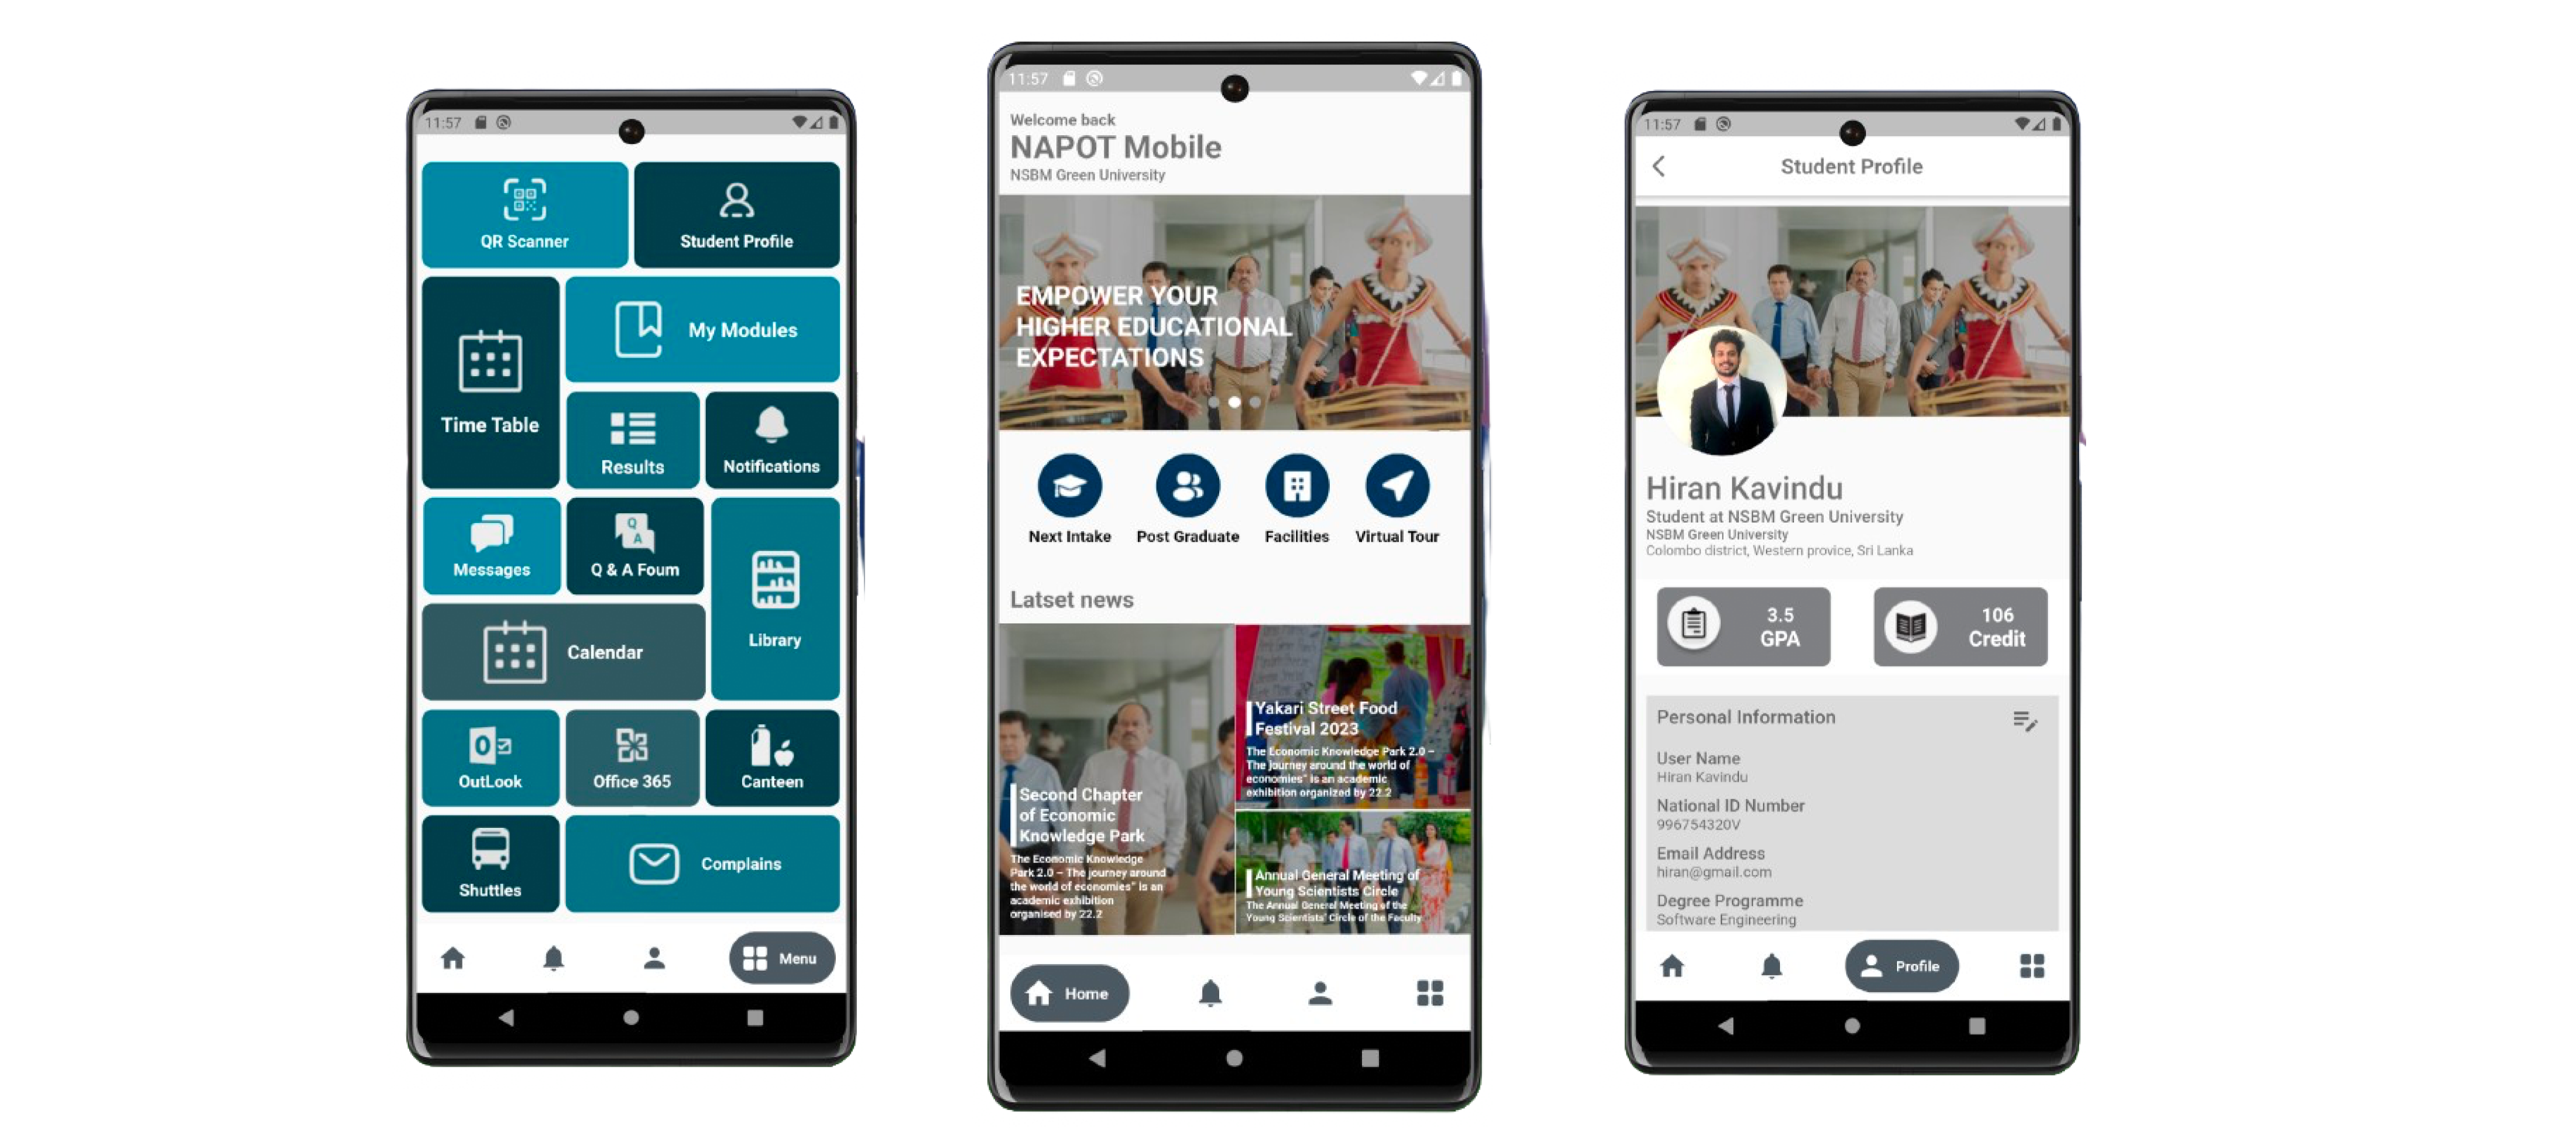 11:57
QR Scanner
Student Profile
Time Table
My Modules
Results
Notifications
Messages
Q
A
Q & A Foum
Library
Calendar
OutLook
Office 365
Canteen
Shuttles
Complains
Menu
11:57
Welcome back
NAPOT Mobile
NSBM Green University
EMPOWER YOUR
HIGHER EDUCATIONAL
EXPECTATIONS
Next Intake
Post Graduate
Facilities
Virtual Tour
Latset news
Second Chapter
of Economic
Knowledge Park
The Economic Knowledge
Park 2.0 – The journey around
the world of economies" is an
academic exhibition
organised by 22.2
Yakari Street Food
Festival 2023
The Economic Knowledge Park 2.0 –
The journey around the world of
economies" is an academic
exhibition organized by 22.2
Annual General Meeting of
Young Scientists Circle
The Annual General Meeting of the
Young Scientists' Circle of the Faculty
Home
11:57
Student Profile
Hiran Kavindu
Student at NSBM Green University
NSBM Green University
Colombo district, Western provice, Sri Lanka
3.5
GPA
106
Credit
Personal Information
User Name
Hiran Kavindu
National ID Number
996754320V
Email Address
hiran@gmail.com
Degree Programme
Software Engineering
Profile